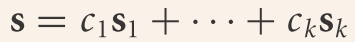 s = c₁s₁ + · · · + cₖsₖ